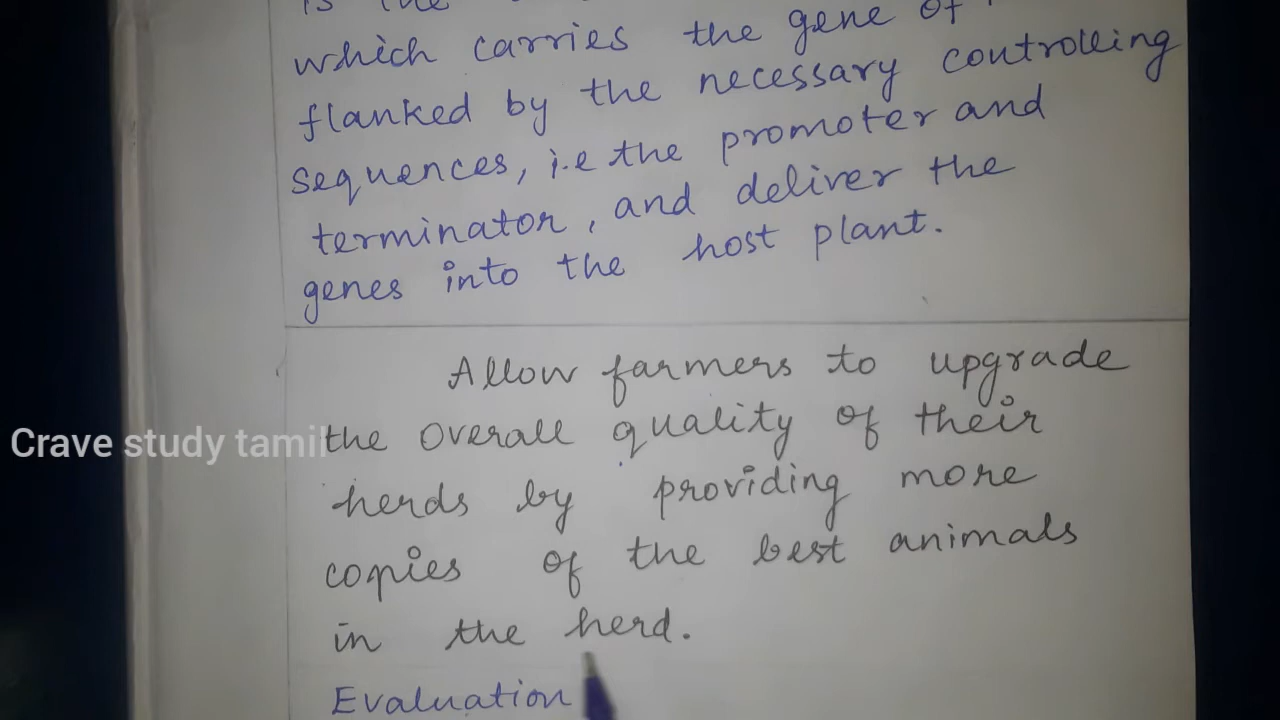 is the
which carries the gene of
flanked by the necessary controlling
sequences, i.e the promoter and
terminator, and deliver the
genes into the host plant.
Allow farmers to upgrade
the overall quality of their
herds by providing more
copies of the best animals
in the herd.
Evaluation
Crave study tamil